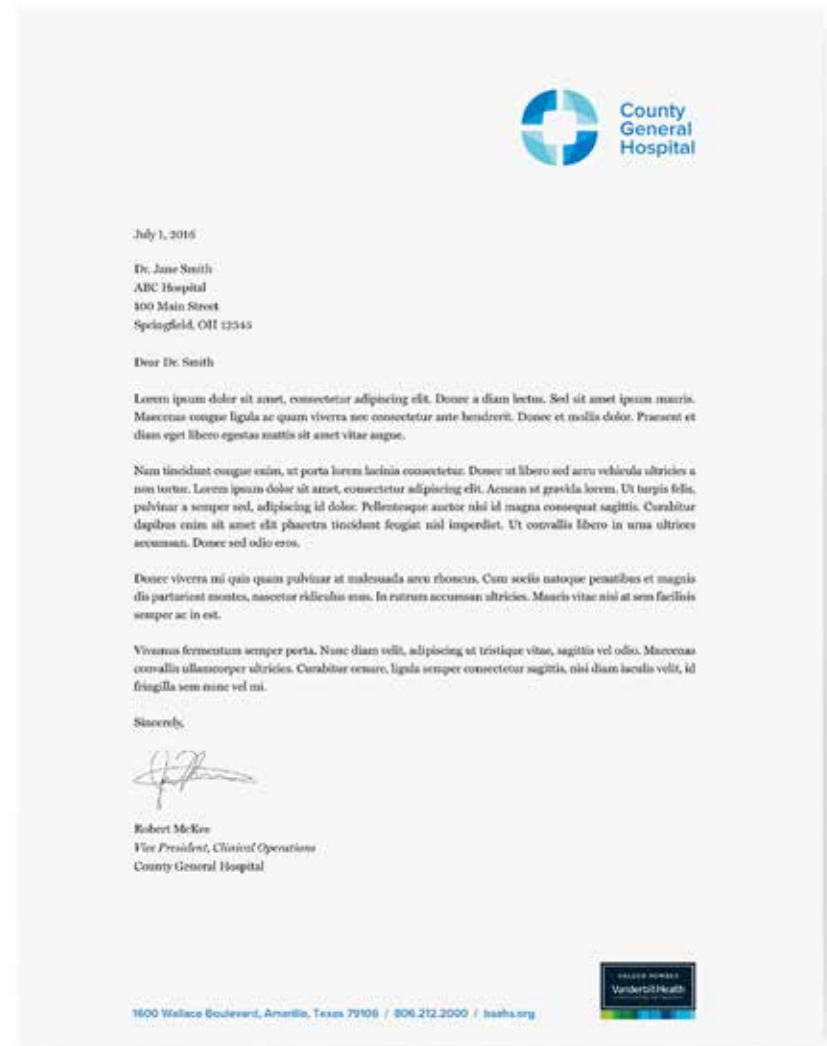 County
General
Hospital
July 1, 2016
Dr. Jane Smith
ABC Hospital
100 Main Street
Springfield, OH 12345
Dear Dr. Smith
Lorem ipsum dolor sit amet, consectetur adipiscing elit. Donec a diam lectus. Sed sit amet ipsum mauris.
Maecenas congue ligula ac quam viverra nec consectetur ante hendrerit. Donec et mollis dolor. Praesent et
diam eget libero egestas mattis sit amet vitae augue.
Nam tincidunt congue enim, ut porta lorem lacinia consectetur. Donec ut libero sed arcu vehicula ultricies a
non tortor. Lorem ipsum dolor sit amet, consectetur adipiscing elit. Aenean ut gravida lorem. Ut turpis felis,
pulvinar a semper sed, adipiscing id dolor. Pellentesque auctor nisi id magna consequat sagittis. Curabitur
dapibus enim sit amet elit pharetra tincidunt feugiat nisl imperdiet. Ut convallis libero in urna ultrices
accumsan. Donec sed odio eros.
Donec viverra mi quis quam pulvinar at malesuada arcu rhoncus. Cum sociis natoque penatibus et magnis
dis parturient montes, nascetur ridiculus mus. In rutrum accumsan ultricies. Mauris vitae nisi at sem facilisis
semper ac in est.
Vivamus fermentum semper porta. Nunc diam velit, adipiscing ut tristique vitae, sagittis vel odio. Maecenas
convallis ullamcorper ultricies. Curabitur ornare, ligula semper consectetur sagittis, nisi diam iaculis velit, id
fringilla sem nunc vel mi.
Sincerely,
Robert McKee
Vice President, Clinical Operations
County General Hospital
VALUED MEMBER
Vanderbilt Health
1600 Wallace Boulevard, Amarillo, Texas 79106 / 806.212.2000 / bsahs.org